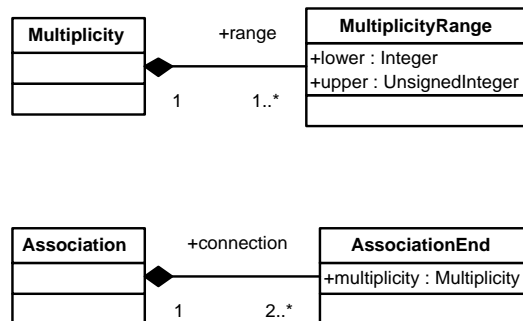 Multiplicity
+range
MultiplicityRange
+lower : Integer
+upper : UnsignedInteger
1
1..*
Association
+connection
AssociationEnd
+multiplicity : Multiplicity
1
2..*